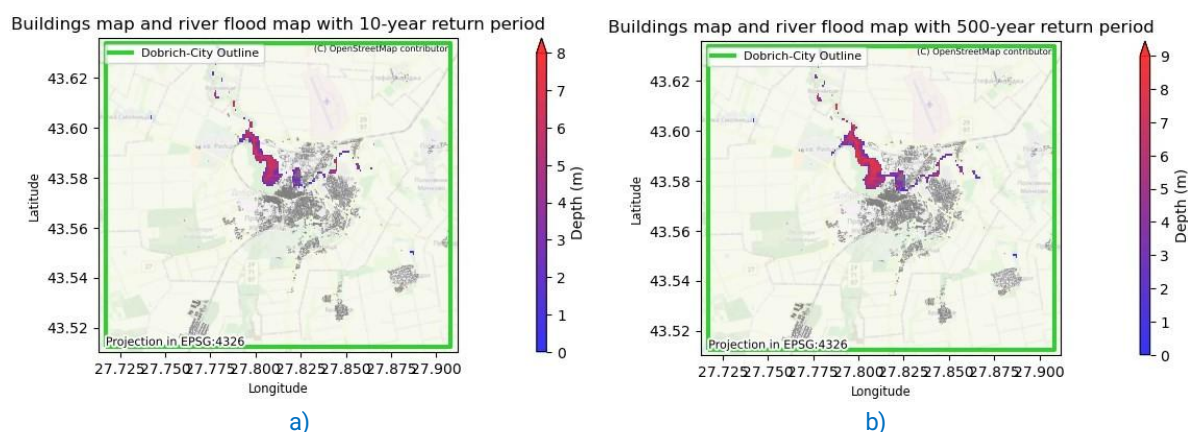 Buildings map and river flood map with 10-year return period
Dobrich-City Outline
(C) OpenStreetMap contributor
43.62
43.60
43.58
43.56
43.54
43.52
Latitude
Projection in EPSG:4326
27.725 27.750 27.775 27.800 27.825 27.850 27.875 27.900
Longitude
8
7
6
5
4
3
2
1
0
Depth (m)
a)
Buildings map and river flood map with 500-year return period
Dobrich-City Outline
(C) OpenStreetMap contributor
43.62
43.60
43.58
43.56
43.54
43.52
Latitude
Projection in EPSG:4326
27.725 27.750 27.775 27.800 27.825 27.850 27.875 27.900
Longitude
9
8
7
6
5
4
3
2
1
0
Depth (m)
b)